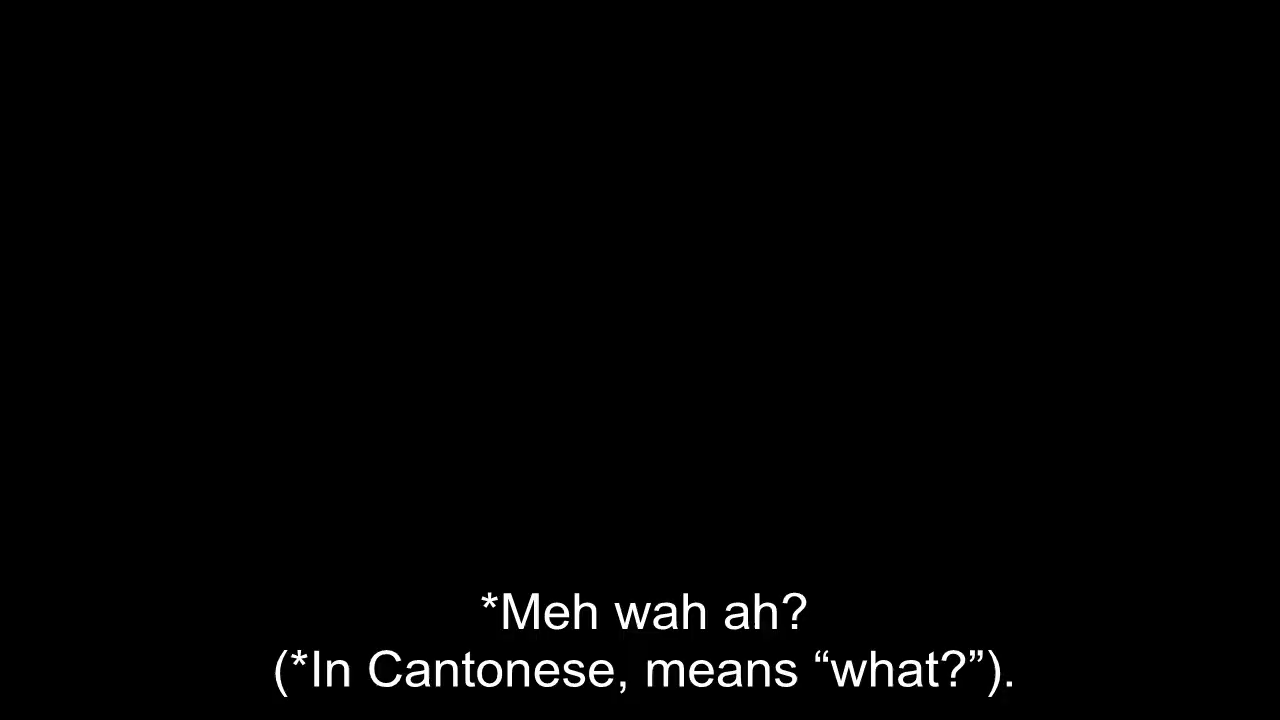 *Meh wah ah?
(*In Cantonese, means “what?”).